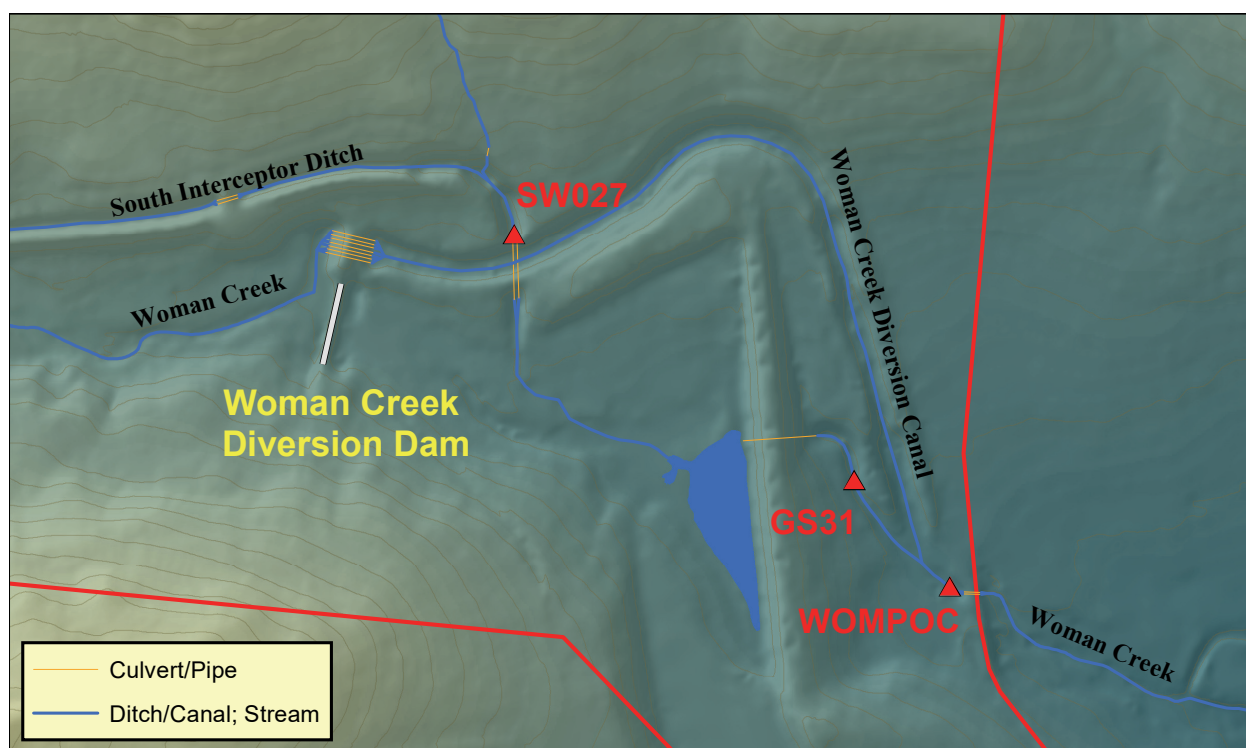 South Interceptor Ditch
SW027
Woman Creek
Woman Creek Diversion Canal
Woman Creek
Diversion Dam
GS31
WOMPOC
Woman Creek
Culvert/Pipe
Ditch/Canal; Stream